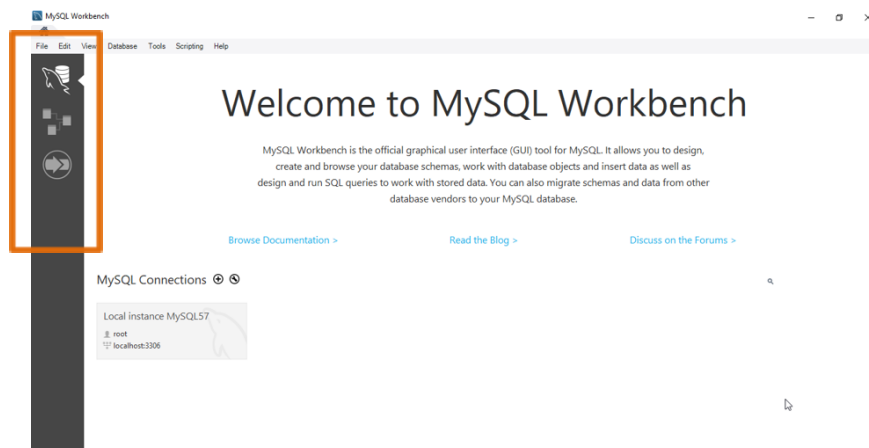 MySQL Workbench
File Edit View Database Tools Scripting Help
Welcome to MySQL Workbench
MySQL Workbench is the official graphical user interface (GUI) tool for MySQL. It allows you to design,
create and browse your database schemas, work with database objects and insert data as well as
design and run SQL queries to work with stored data. You can also migrate schemas and data from other
database vendors to your MySQL database.
Browse Documentation > Read the Blog > Discuss on the Forums >
MySQL Connections
Local instance MySQL57
root
localhost:3306